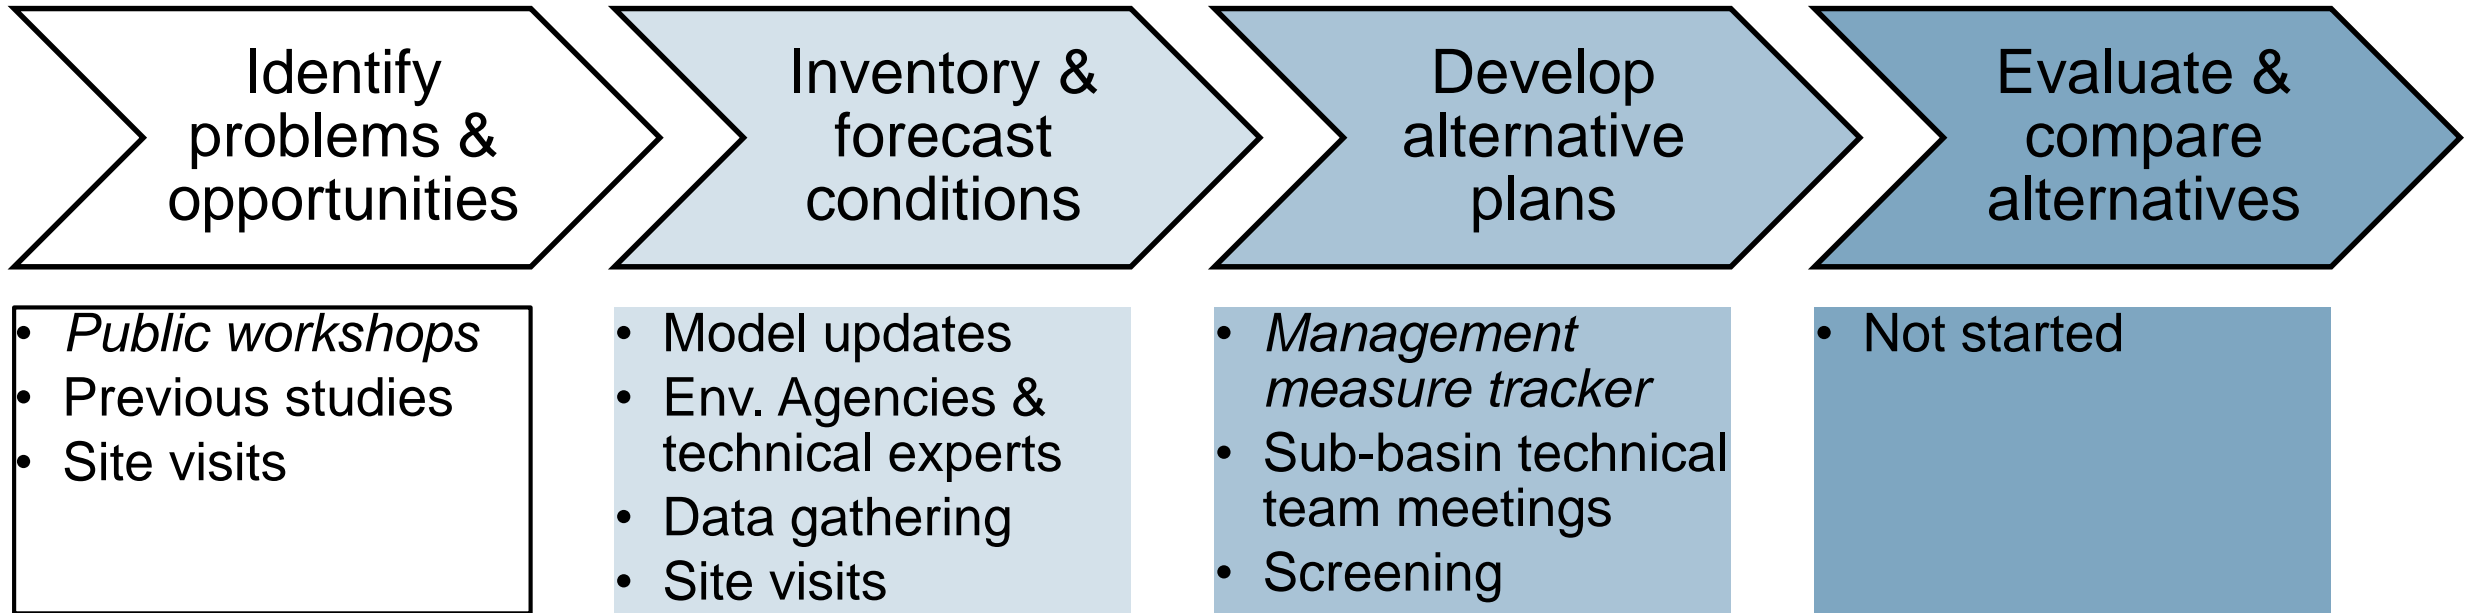 Identify
problems &
opportunities
• Public workshops
• Previous studies
• Site visits
Inventory &
forecast
conditions
• Model updates
• Env. Agencies &
technical experts
• Data gathering
• Site visits
Develop
alternative
plans
• Management
measure tracker
• Sub-basin technical
team meetings
• Screening
Evaluate &
compare
alternatives
• Not started